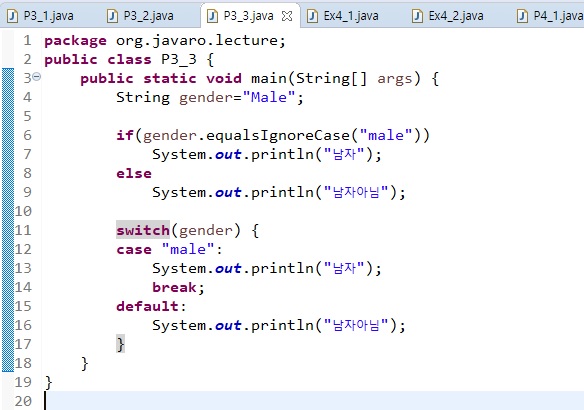 P3_1.java P3_2.java P3_3.java Ex4_1.java Ex4_2.java P4_1.java
1 package org.javaro.lecture;
2 public class P3_3 {
3 public static void main(String[] args) {
4 String gender="Male";
5
6 if(gender.equalsIgnoreCase("male"))
7 System.out.println("남자");
8 else
9 System.out.println("남자아님");
10
11 switch(gender) {
12 case "male":
13 System.out.println("남자");
14 break;
15 default:
16 System.out.println("남자아님");
17 }
18 }
19 }
20